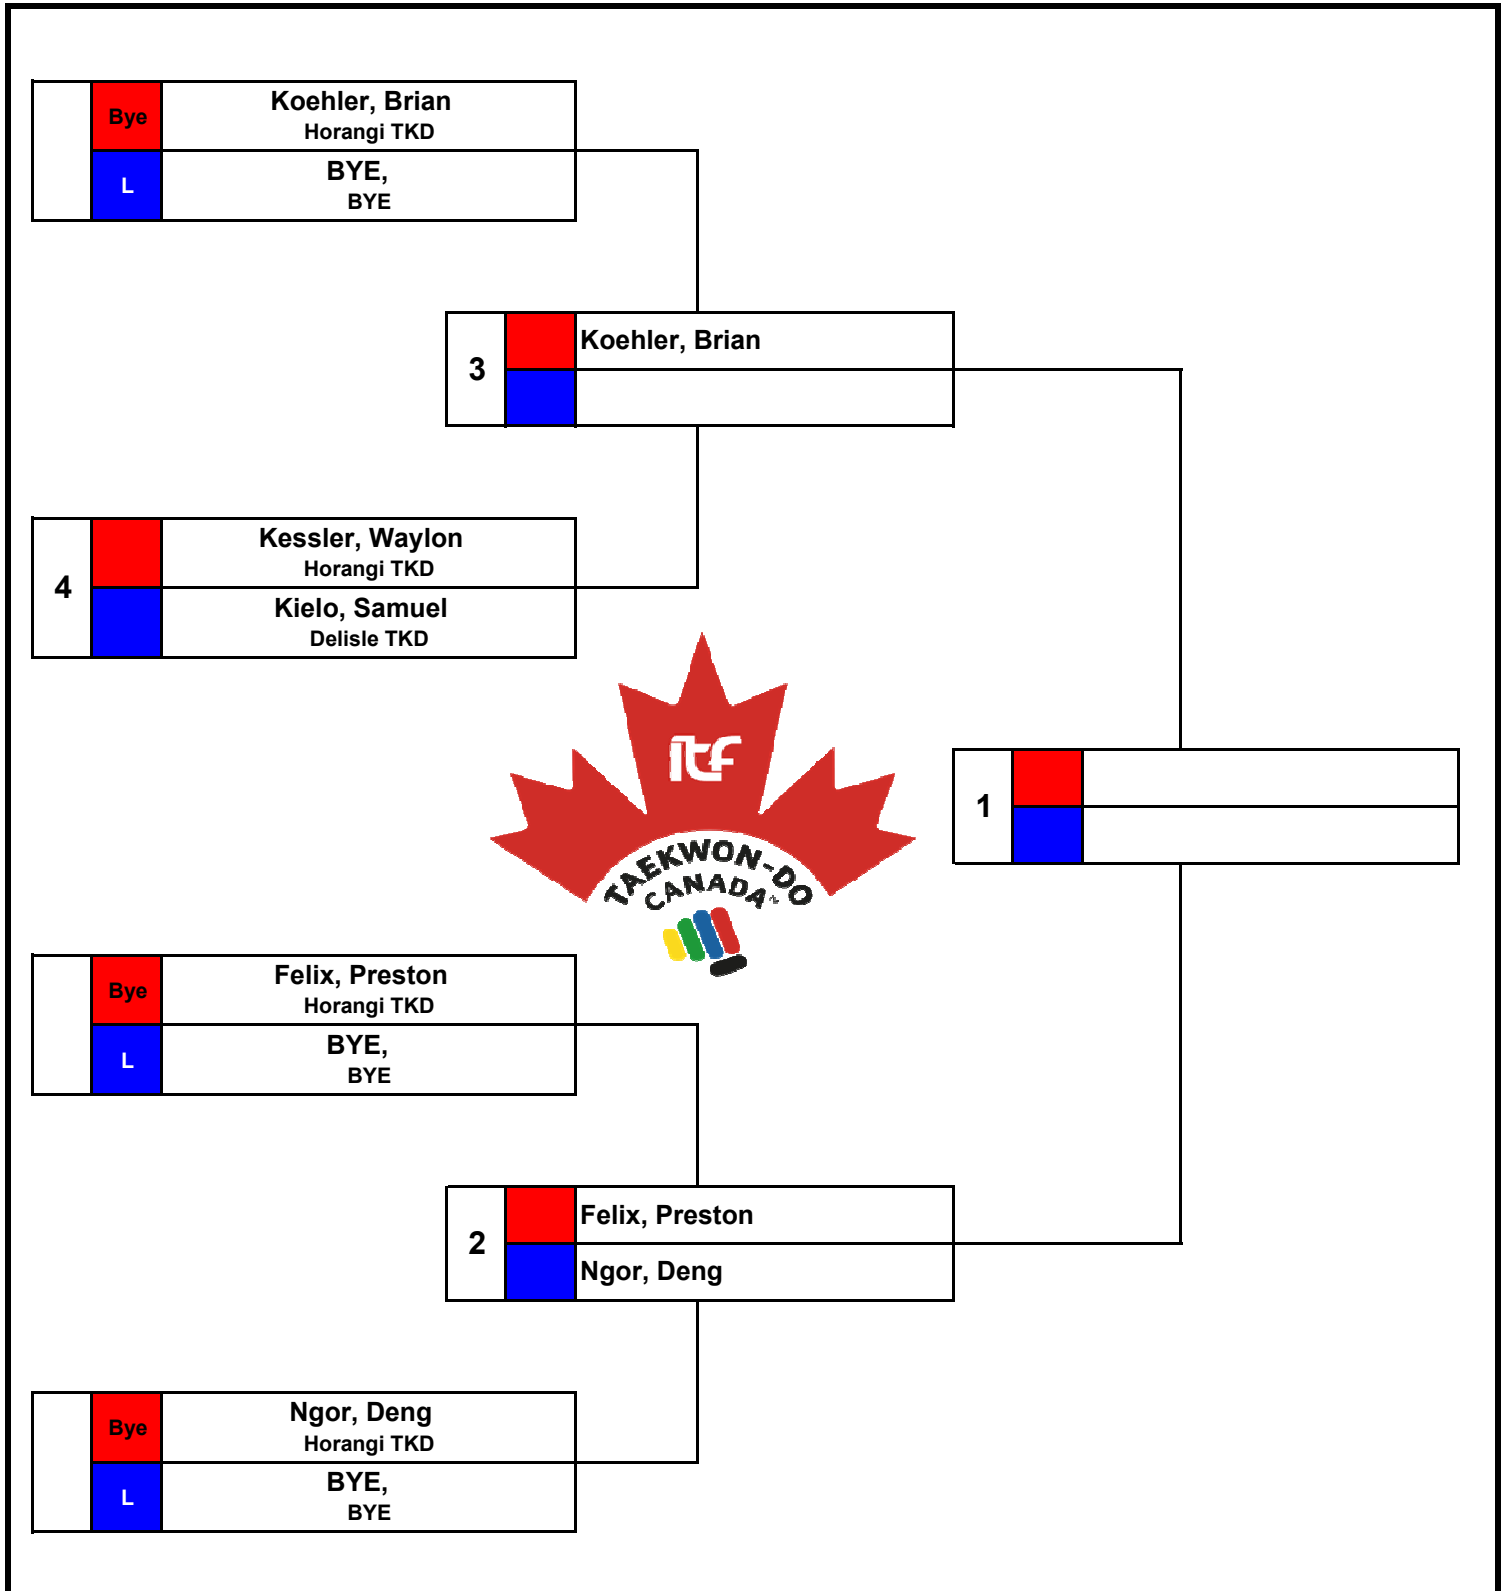 Bye
Koehler, Brian
Horangi TKD
L
BYE,
BYE
3
Koehler, Brian
4
Kessler, Waylon
Horangi TKD
Kielo, Samuel
Delisle TKD
itf
TAEKWON-DO
CANADA
1
Bye
Felix, Preston
Horangi TKD
L
BYE,
BYE
2
Felix, Preston
Ngor, Deng
Bye
Ngor, Deng
Horangi TKD
L
BYE,
BYE